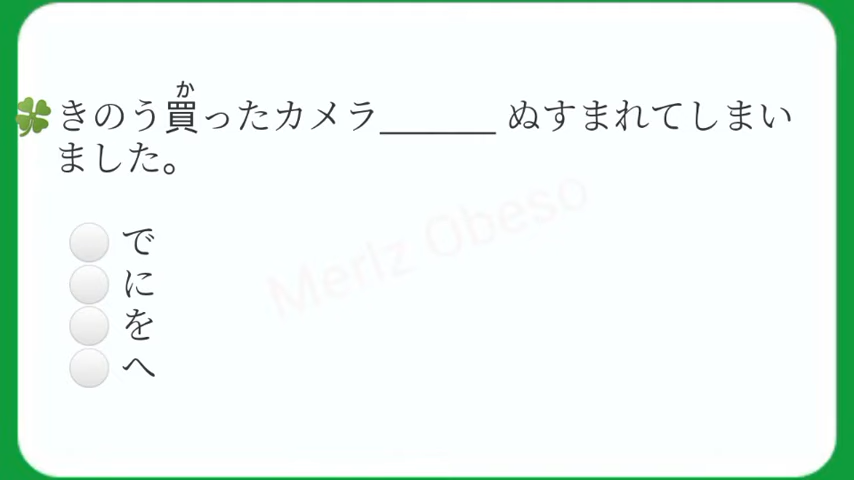 きのう買ったカメラ______ ぬすまれてしまい
か
ました。
で
に
を
へ
Merlz Obeso